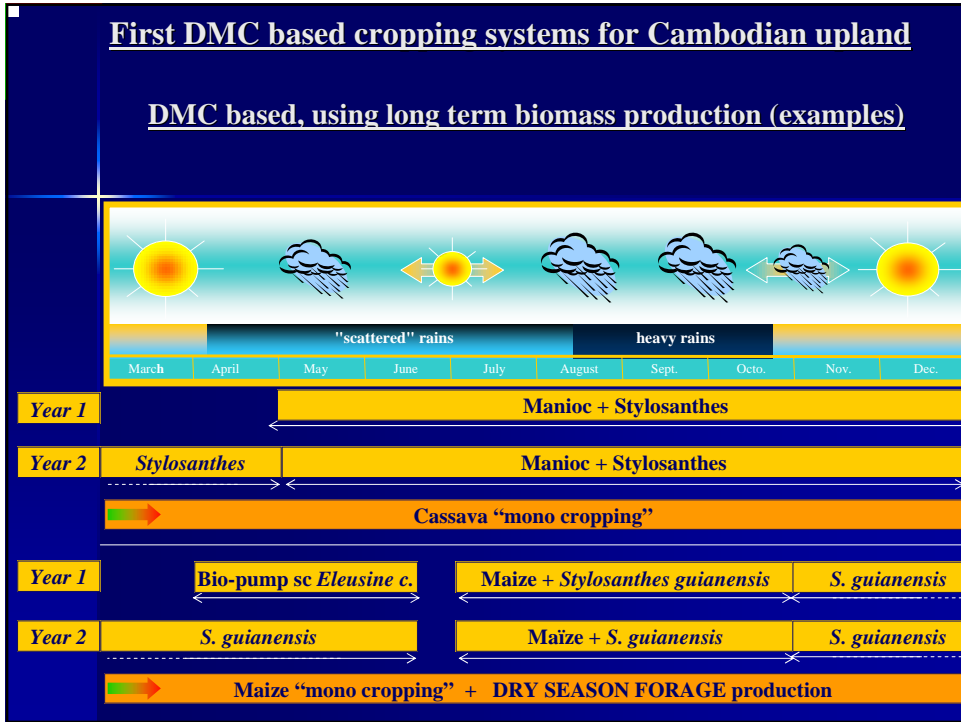 First DMC based cropping systems for Cambodian upland
DMC based, using long term biomass production (examples)
"scattered" rains heavy rains
March April May June July August Sept. Octo. Nov. Dec.
Year 1 Manioc + Stylosanthes
Year 2 Stylosanthes Manioc + Stylosanthes
Cassava “mono cropping”
Year 1 Bio-pump sc Eleusine c. Maize + Stylosanthes guianensis S. guianensis
Year 2 S. guianensis Maïze + S. guianensis S. guianensis
Maize “mono cropping” + DRY SEASON FORAGE production